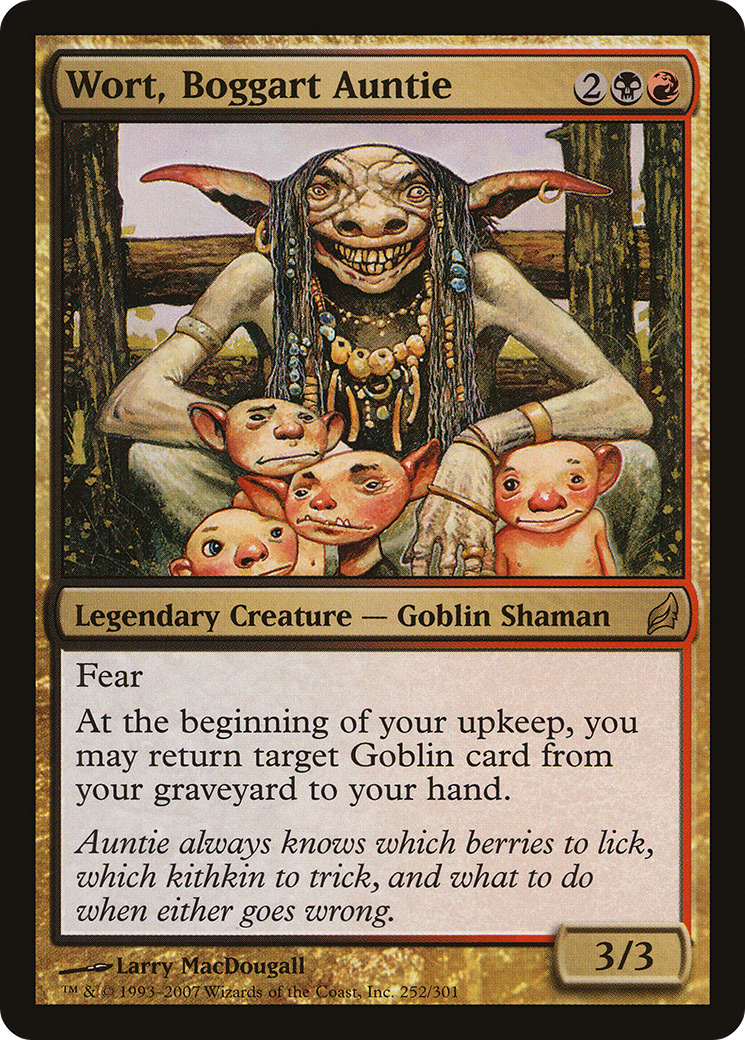 Wort, Boggart Auntie 2
Legendary Creature — Goblin Shaman
Fear
At the beginning of your upkeep, you
may return target Goblin card from
your graveyard to your hand.
Auntie always knows which berries to lick,
which kithkin to trick, and what to do
when either goes wrong.
3/3
Larry MacDougall
™ & © 1993–2007 Wizards of the Coast, Inc. 252/301